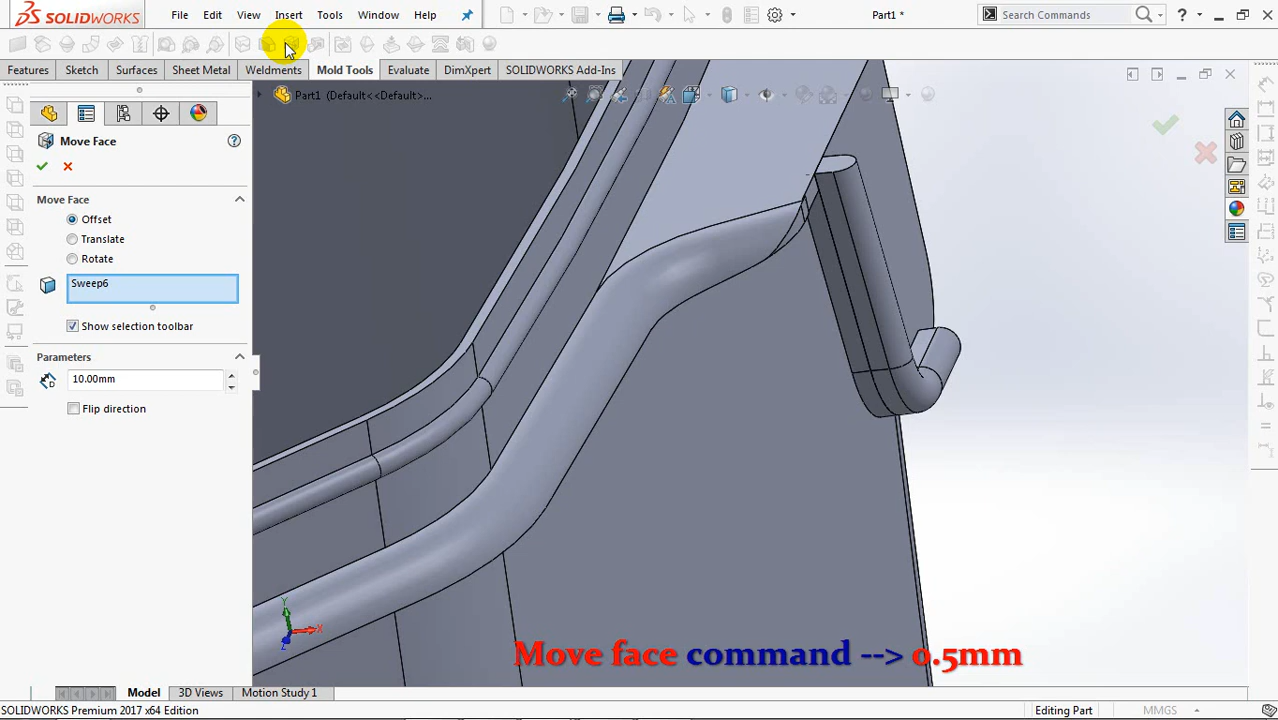 SOLIDWORKS File Edit View Insert Tools Window Help Part1 * Search Commands ?
Features Sketch Surfaces Sheet Metal Weldments Mold Tools Evaluate DimXpert SOLIDWORKS Add-Ins
Part1 (Default<<Default>...
Move Face ?
Move Face
Offset
Translate
Rotate
Sweep6
Show selection toolbar
Parameters
10.00mm
Flip direction
Y
X
Z
Move face command --> 0.5mm
Model 3D Views Motion Study 1
SOLIDWORKS Premium 2017 x64 Edition Editing Part MMGS